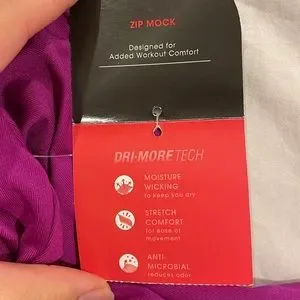 ZIP MOCK
Designed for
Added Workout Comfort
DRI•MORE TECH
MOISTURE
WICKING
to keep you dry
STRETCH
COMFORT
for ease of
movement
ANTI-
MICROBIAL
reduces odor